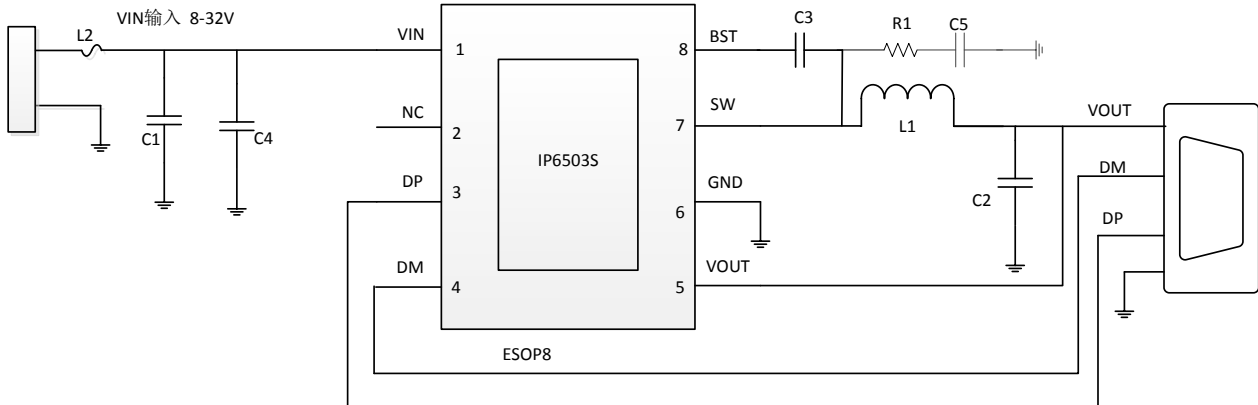 VIN输入 8-32V
L2
C1
C4
VIN
NC
DP
DM
1
2
3
4
IP6503S
8
7
6
5
ESOP8
BST
SW
GND
VOUT
C3
R1
C5
L1
C2
VOUT
DM
DP